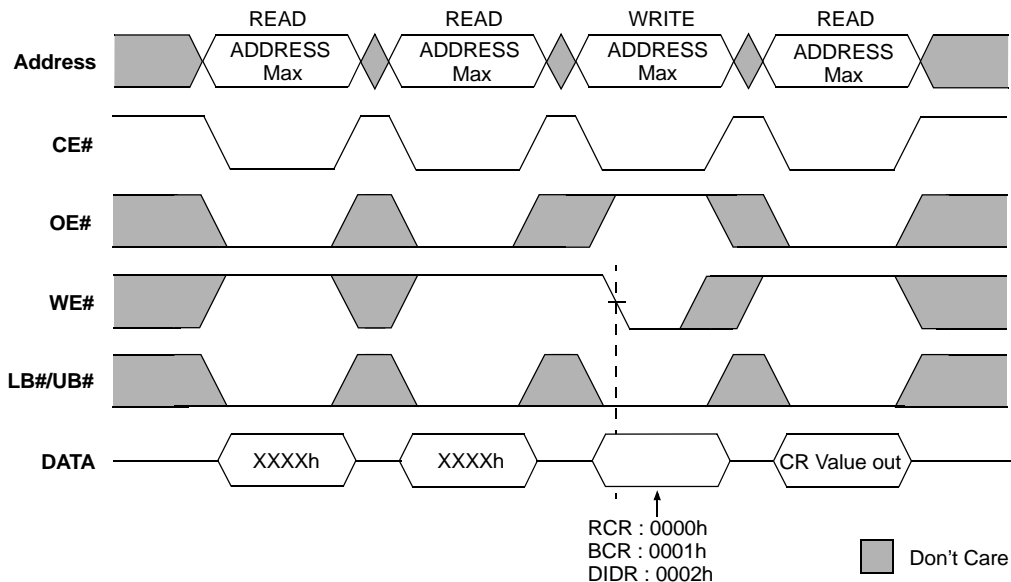 READ READ WRITE READ
Address ADDRESS Max ADDRESS Max ADDRESS Max ADDRESS Max
CE#
OE#
WE#
LB#/UB#
DATA XXXXh XXXXh CR Value out
RCR : 0000h
BCR : 0001h
DIDR : 0002h
Don't Care